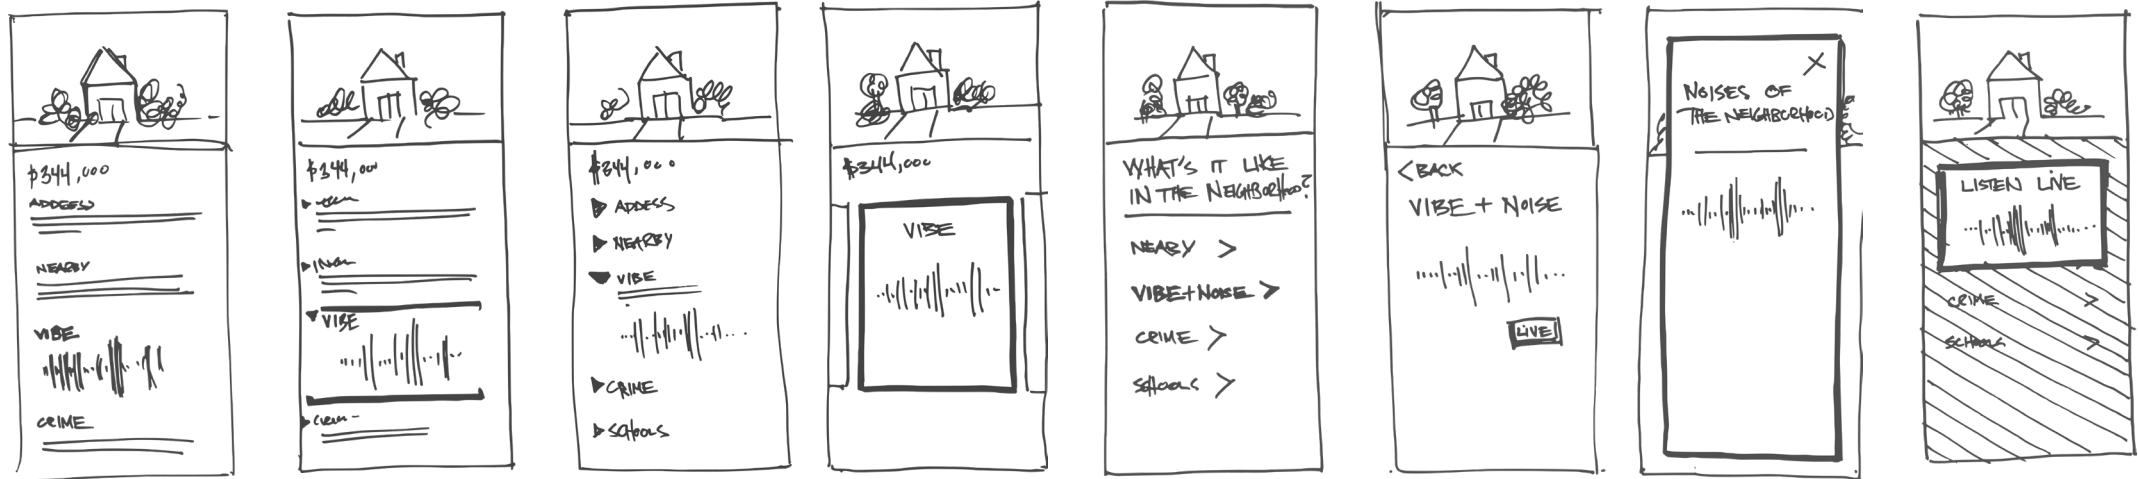 $344,000
ADDRESS
NEARBY
VIBE
CRIME
$344,000
VIBE
$344,000
ADDESS
NEARBY
VIBE
CRIME
SCHOOLS
$344,000
VIBE
WHAT'S IT LIKE
IN THE NEIGHBORHOOD?
NEABY >
VIBE+NOISE >
CRIME >
SCHOOLS >
< BACK
VIBE + NOISE
LIVE!
X
NOISES OF
THE NEIGHBORHOOD
LISTEN LIVE
CRIME >
SCHOOLS >